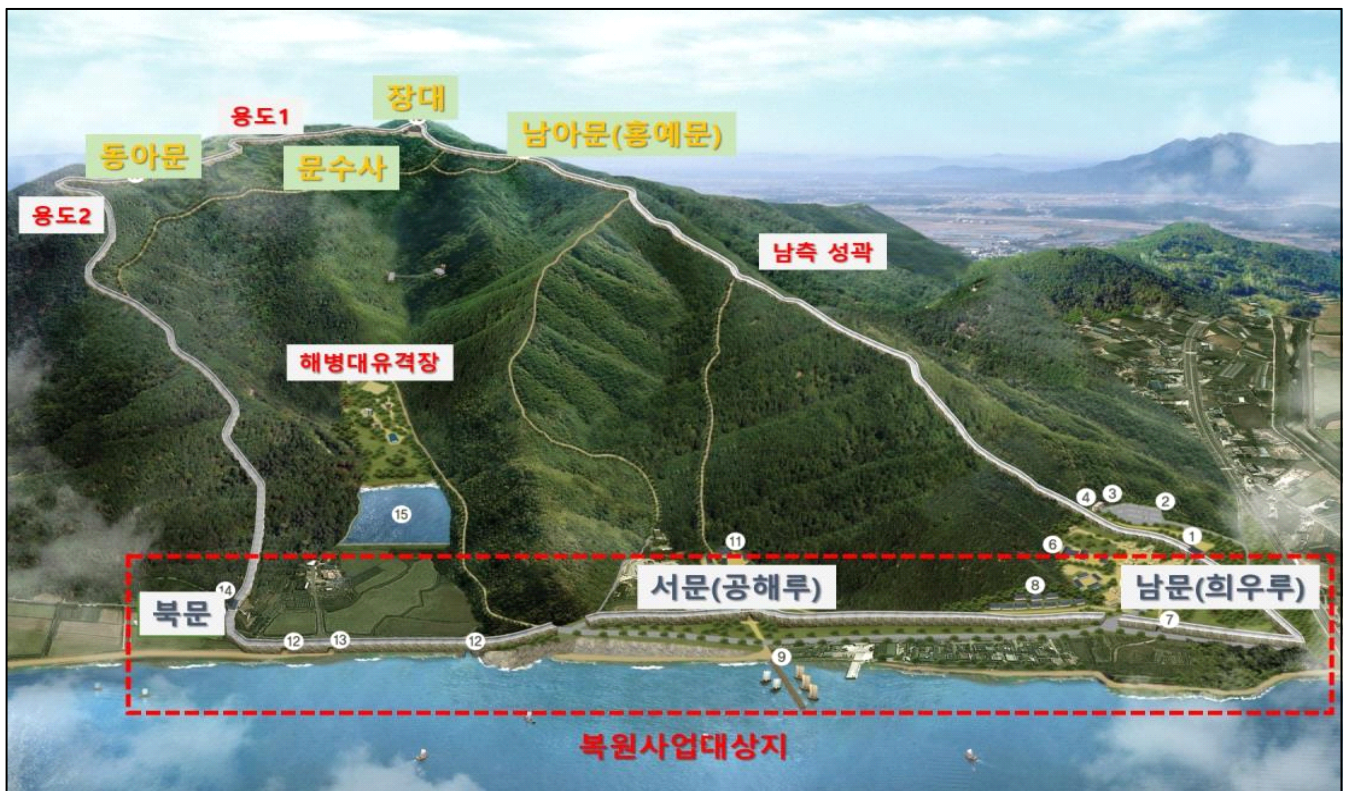 장대
용도1
남아문(홍예문)
동아문
문수사
용도2
남측 성곽
해병대유격장
4
3
2
15
1
11
6
8
14
서문(공해루)
남문(희우루)
북문
7
12
13
12
9
복원사업대상지